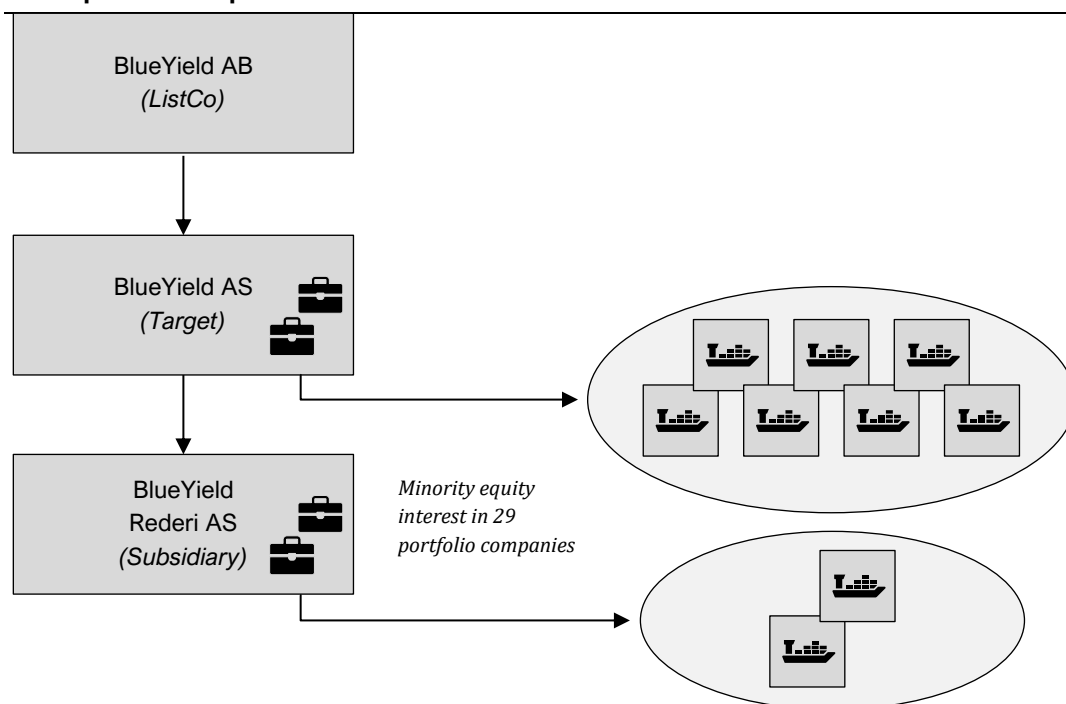 BlueYield AB
(ListCo)
BlueYield AS
(Target)
BlueYield
Rederi AS
(Subsidiary)
Minority equity
interest in 29
portfolio companies